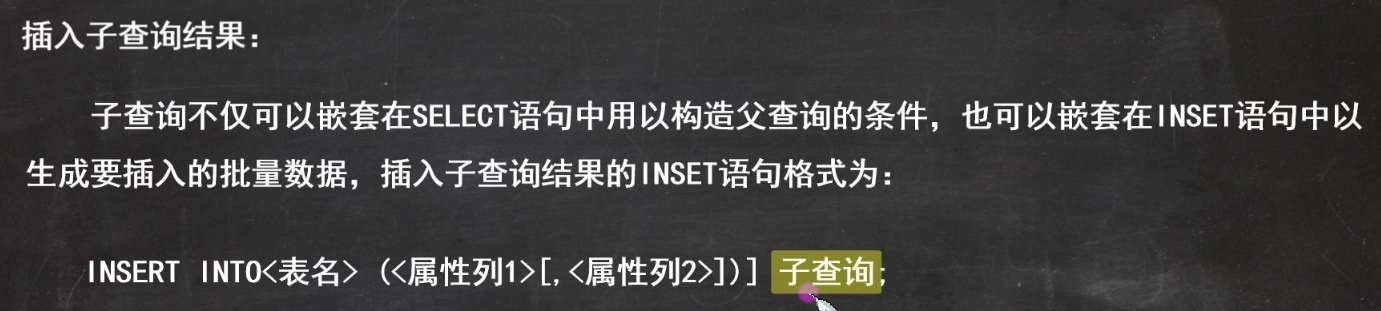 插入子查询结果：
子查询不仅可以嵌套在SELECT语句中用以构造父查询的条件，也可以嵌套在INSET语句中以
生成要插入的批量数据，插入子查询结果的INSET语句格式为：
INSERT INTO<表名> (<属性列1>[,<属性列2>])] 子查询;